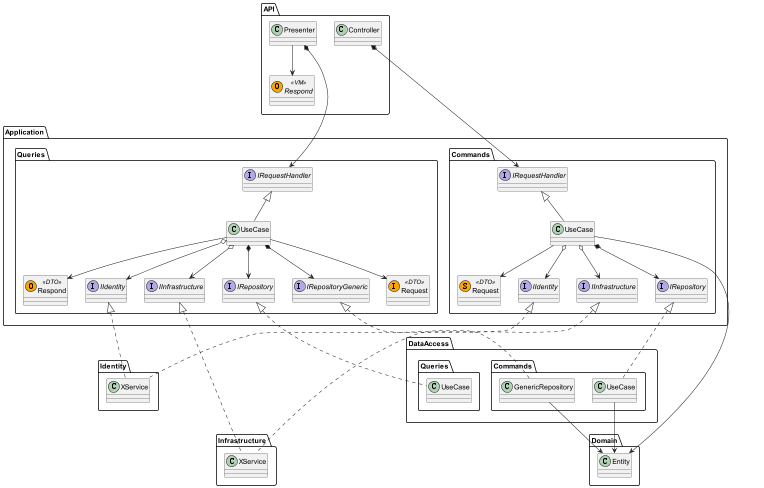 API
C Presenter
C Controller
O «VM»
Respond
Application
Queries
Commands
I IRequestHandler
I IRequestHandler
C UseCase
C UseCase
O «DTO»
Respond
I IIdentity
I IInfrastructure
I IRepository
I IRepositoryGeneric
I «DTO»
Request
S «DTO»
Request
I IIdentity
I IInfrastructure
I IRepository
DataAccess
Identity
Queries
Commands
C XService
C UseCase
C GenericRepository
C UseCase
Infrastructure
Domain
C XService
C Entity